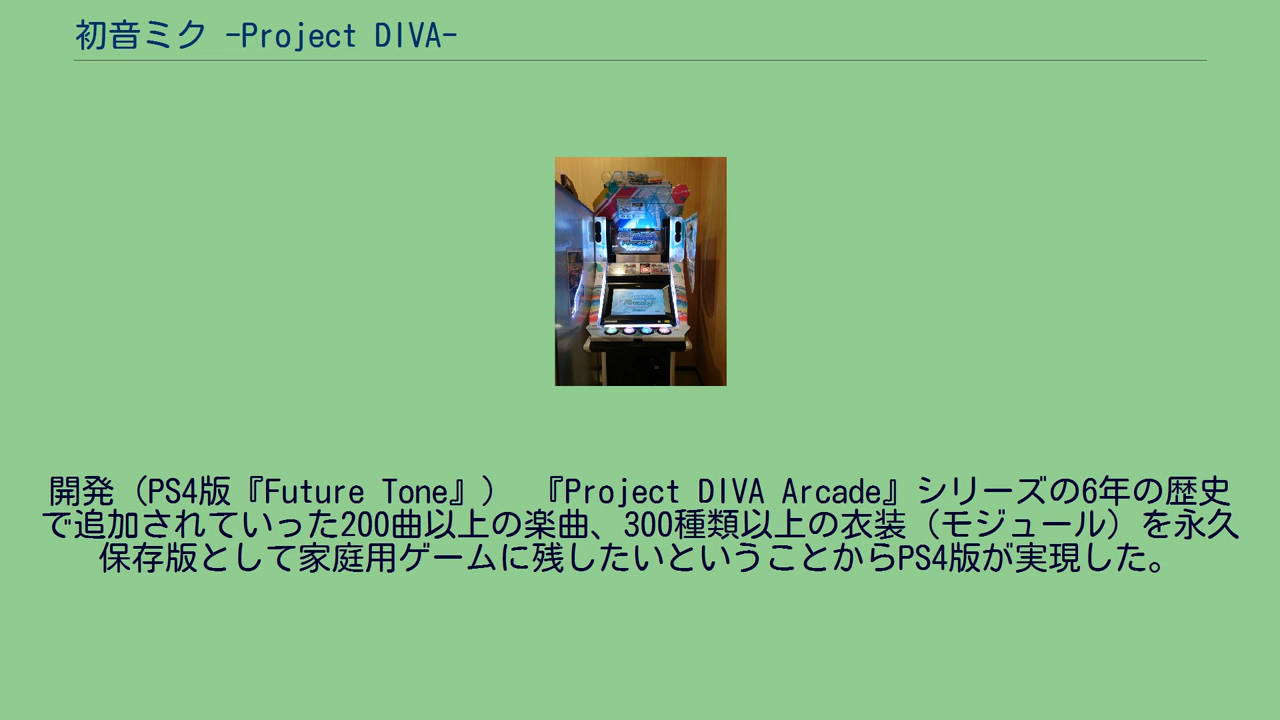 初音ミク -Project DIVA-
開発（PS4版『Future Tone』） 『Project DIVA Arcade』シリーズの6年の歴史
で追加されていった200曲以上の楽曲、300種類以上の衣装（モジュール）を永久
保存版として家庭用ゲームに残したいということからPS4版が実現した。